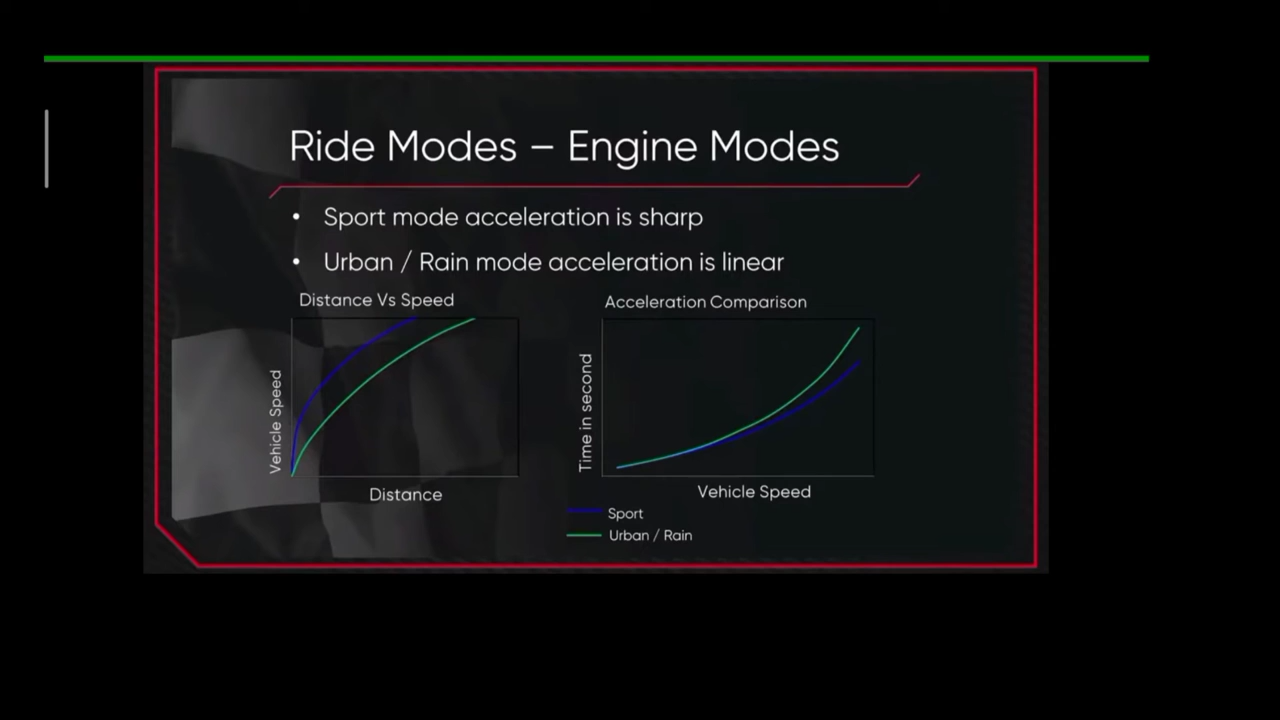 Ride Modes – Engine Modes
• Sport mode acceleration is sharp
• Urban / Rain mode acceleration is linear
Distance Vs Speed
Vehicle Speed
Distance
Acceleration Comparison
Time in second
Vehicle Speed
Sport
Urban / Rain